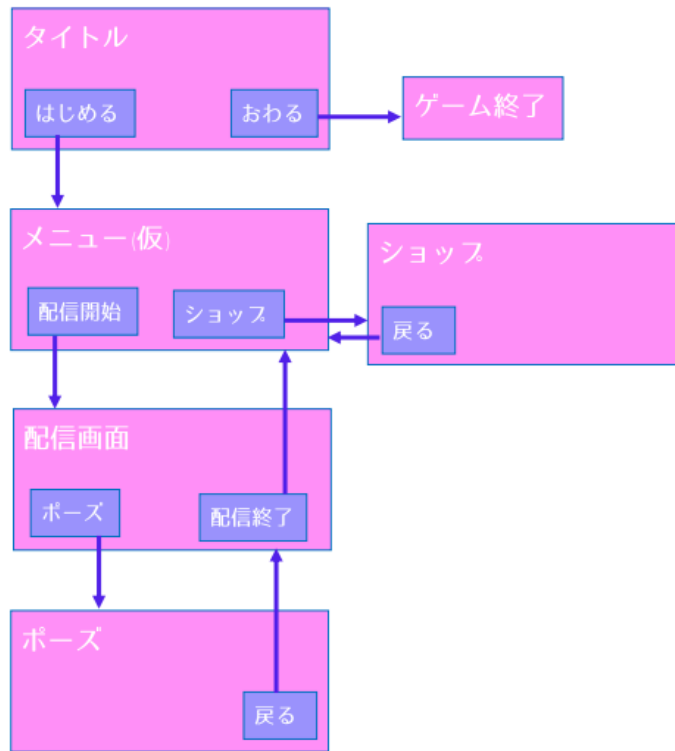 タイトル
はじめる
おわる
ゲーム終了
メニュー(仮)
配信開始
ショップ
ショップ
戻る
配信画面
ポーズ
配信終了
ポーズ
戻る